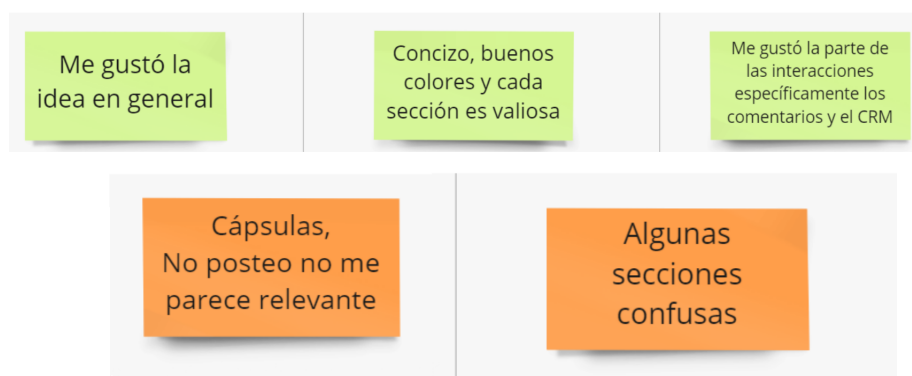 Me gustó la
idea en general
Concizo, buenos
colores y cada
sección es valiosa
Me gustó la parte de
las interacciones
específicamente los
comentarios y el CRM
Cápsulas,
No posteo no me
parece relevante
Algunas
secciones
confusas